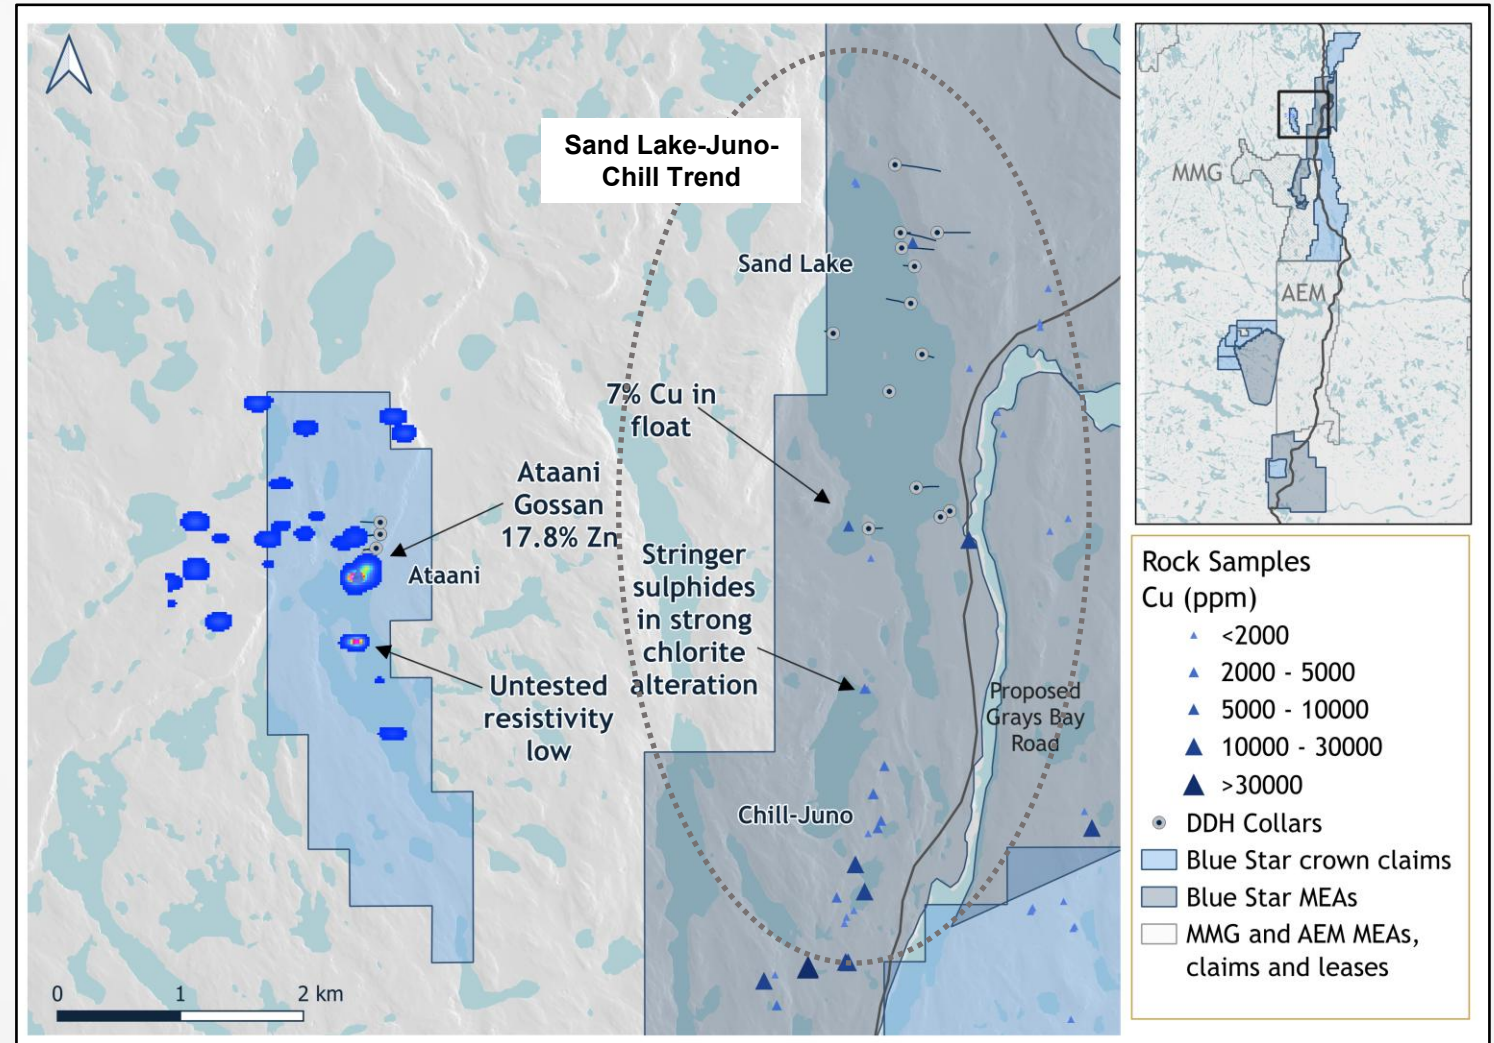 Sand Lake-Juno-
Chill Trend
Sand Lake
7% Cu in
float
Ataani
Gossan
17.8% Zn
Ataani
Stringer
sulphides
in strong
chlorite
alteration
Untested
resistivity
low
Proposed
Grays Bay
Road
Chill-Juno
0 1 2 km
MMG
AEM
Rock Samples
Cu (ppm)
<2000
2000 - 5000
5000 - 10000
10000 - 30000
>30000
DDH Collars
Blue Star crown claims
Blue Star MEAs
MMG and AEM MEAs,
claims and leases